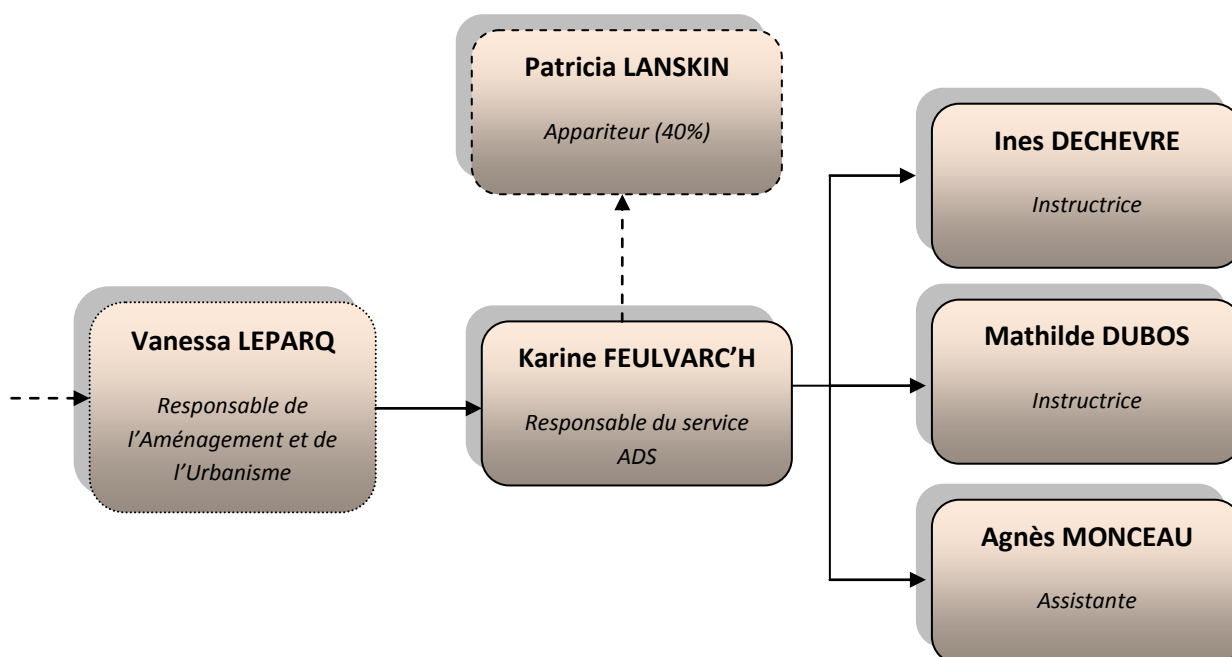 Patricia LANSKIN
Appariteur (40%)
Ines DECHEVRE
Instructrice
Vanessa LEPARQ
Responsable de
l’Aménagement et de
l’Urbanisme
Karine FEULVARC’H
Responsable du service
ADS
Mathilde DUBOS
Instructrice
Agnès MONCEAU
Assistante